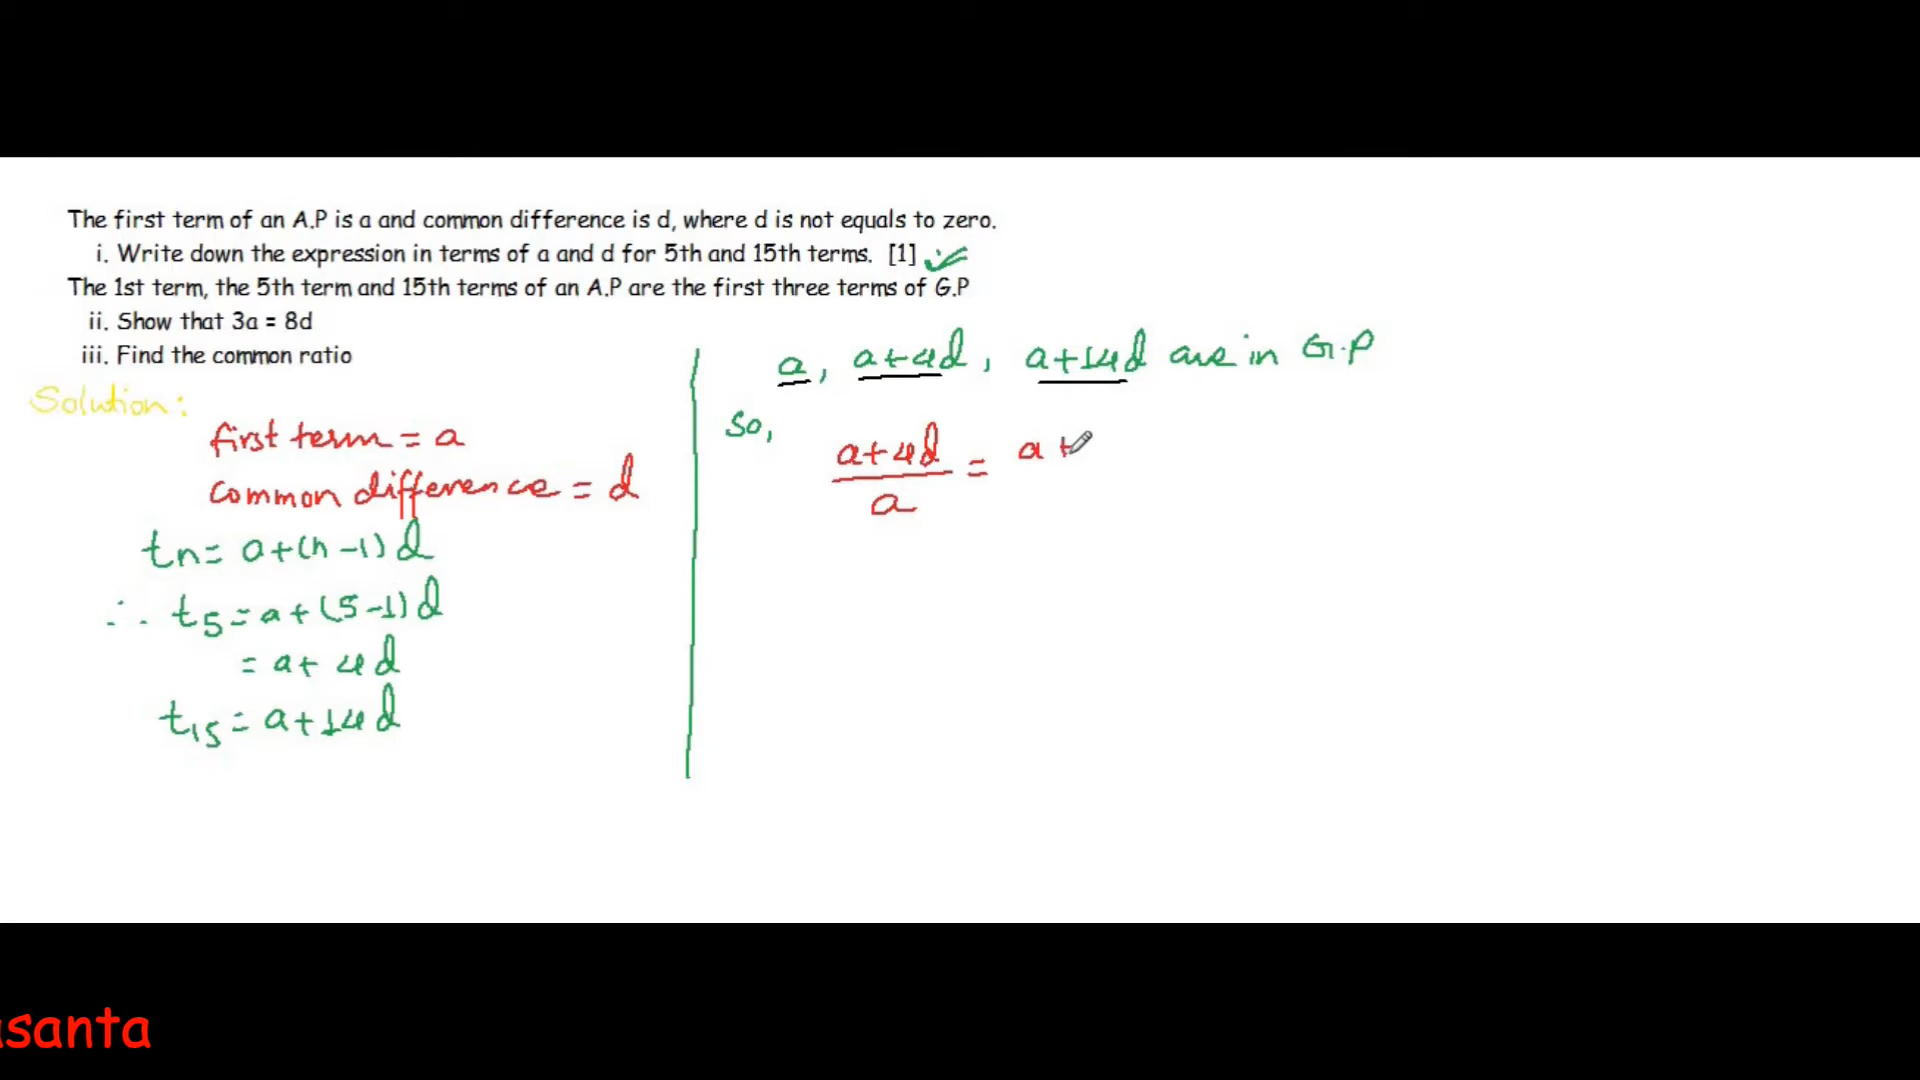 The first term of an A.P is a and common difference is d, where d is not equals to zero.
i. Write down the expression in terms of a and d for 5th and 15th terms. [1]
The 1st term, the 5th term and 15th terms of an A.P are the first three terms of G.P
ii. Show that 3a = 8d
iii. Find the common ratio
Solution:
first term = a
common difference = d
tn = a+(n-1)d
∴ t5 = a+(5-1)d
= a+4d
t15 = a+14d
a, a+4d, a+14d are in G.P
So,
a+4d = a +
a
asanta